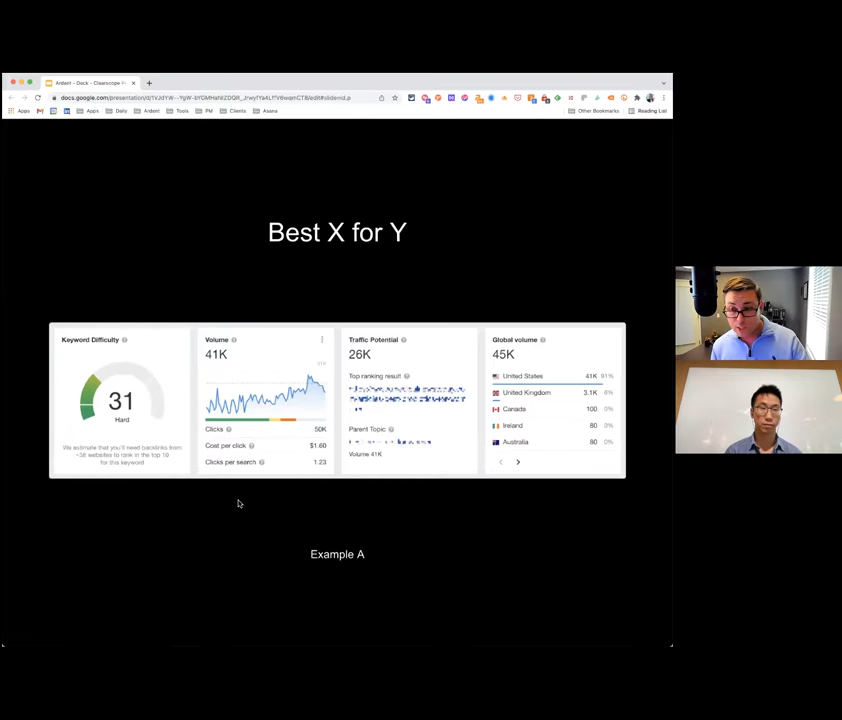 Ardent - Deck - Clearscope
Apps
Apps
Daily
Ardent
Tools
PM
Clients
Asana
Other Bookmarks
Reading List
Best X for Y
Keyword Difficulty
31
Hard
We estimate that you'll need backlinks from
~38 websites to rank in the top 10
for this keyword
Volume
41K
Clicks 50K
Cost per click $1.60
Clicks per search 1.23
Traffic Potential
26K
Top ranking result
Parent Topic
Volume 41K
Global volume
45K
United States 41K 91%
United Kingdom 3.1K 6%
Canada 100 0%
Ireland 80 0%
Australia 80 0%
Example A